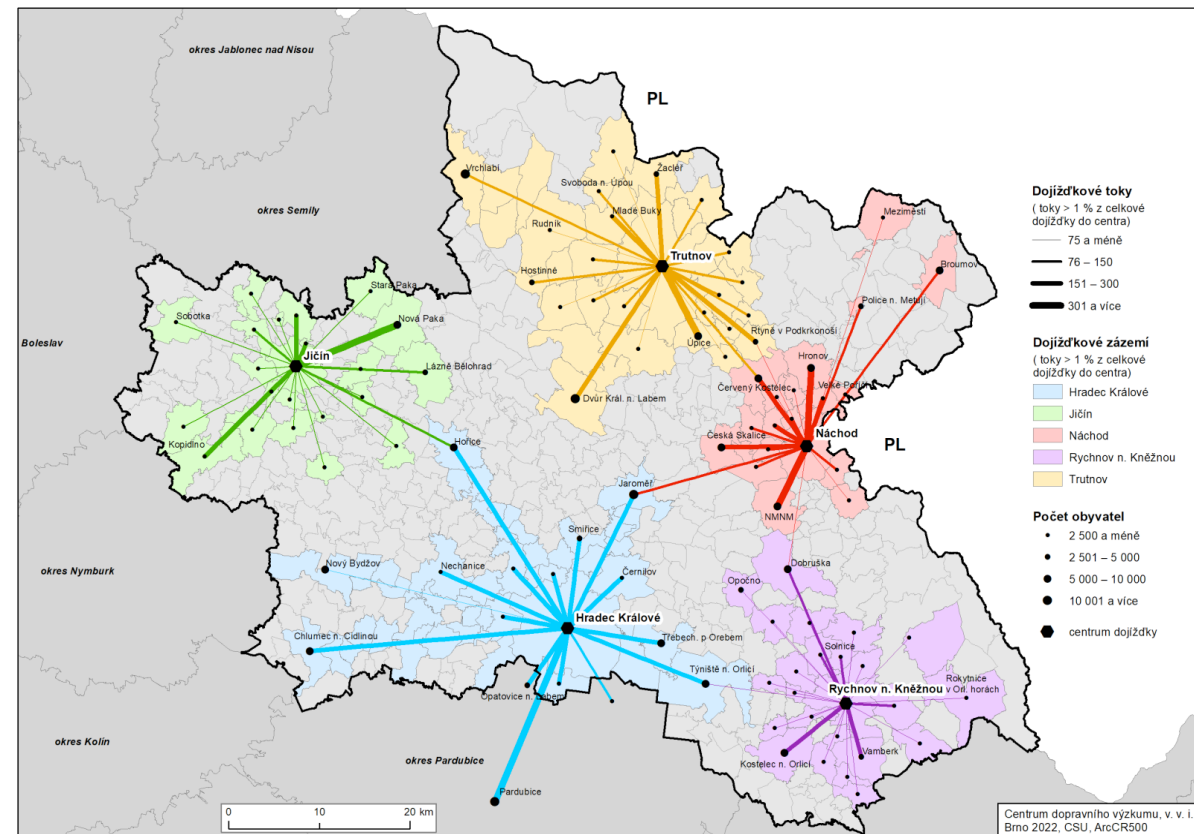 okres Jablonec nad Nisou
PL
Vrchlabí
Žacléř
Svoboda n. Úpou
Mladé Buky
Rudník
Trutnov
Hostinné
okres Semily
Meziměstí
Broumov
Police n. Metují
Stará Paka
Nová Paka
Sobotka
Boleslav
Jičín
Lázně Bělohrad
Úpice
Rtyně v Podkrkonoší
Hronov
Červený Kostelec
Velké Poříčí
Dvůr Král. n. Labem
Kopidlno
Hořice
Česká Skalice
Náchod
PL
Jaroměř
NMNM
Smiřice
okres Nymburk
Nový Bydžov
Nechanice
Černilov
Dobruška
Opočno
Hradec Králové
Chlumec n. Cidlinou
Třebech. p Orebem
Solnice
Týniště n. Orlicí
Rychnov n. Kněžnou
Rokytnice
v Orl. horách
Opatovice n. Labem
okres Kolín
okres Pardubice
Vamberk
Kostelec n. Orlicí
Pardubice
0 10 20 km
Dojížďkové toky
( toky > 1 % z celkové
dojížďky do centra)
75 a méně
76 – 150
151 – 300
301 a více
Dojížďkové zázemí
( toky > 1 % z celkové
dojížďky do centra)
Hradec Králové
Jičín
Náchod
Rychnov n. Kněžnou
Trutnov
Počet obyvatel
2 500 a méně
2 501 – 5 000
5 000 – 10 000
10 001 a více
centrum dojížďky
Centrum dopravního výzkumu, v. v. i.
Brno 2022, CSU, ArcCR500